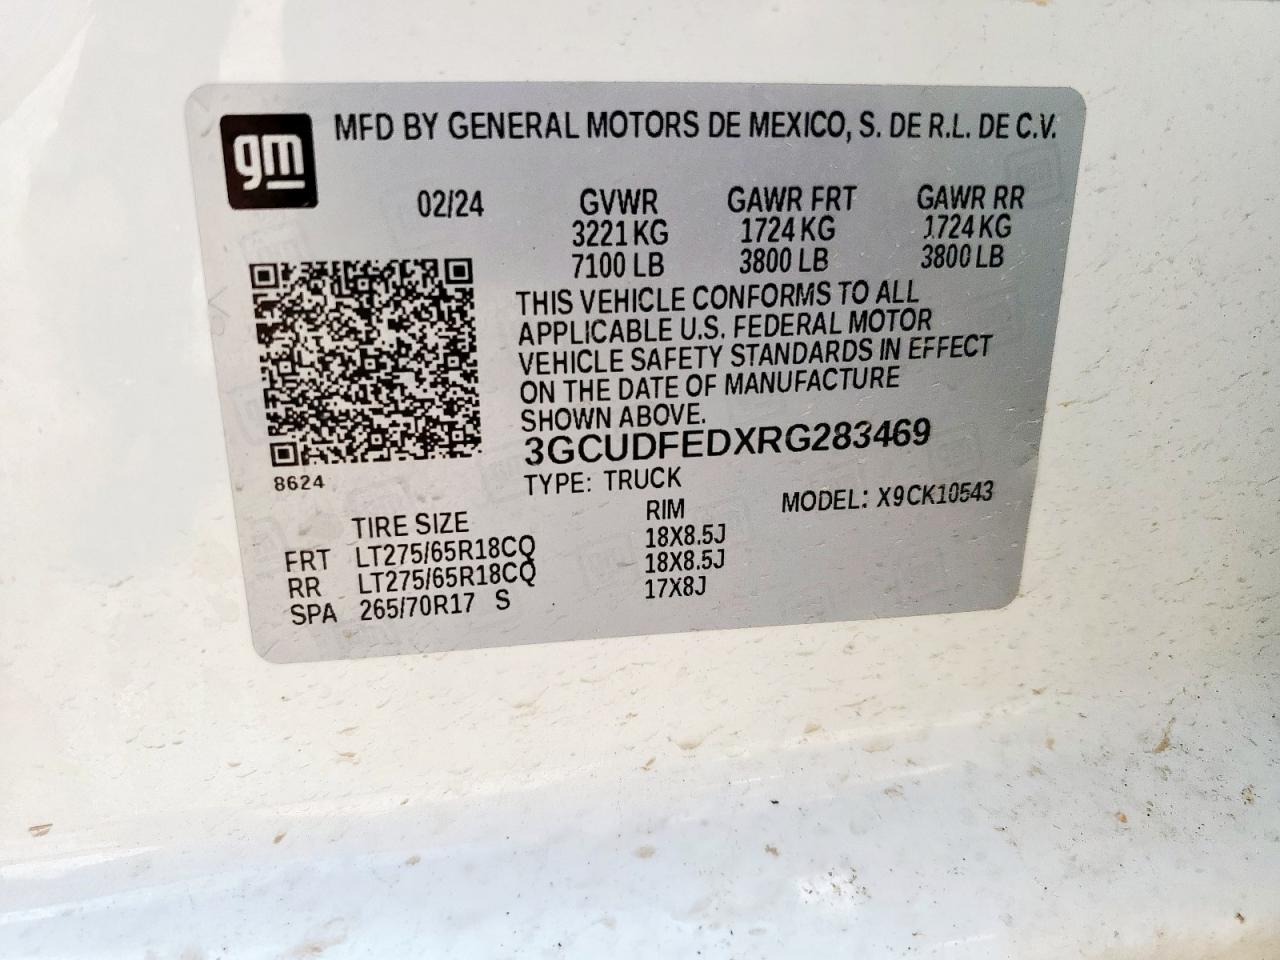 gm
MFD BY GENERAL MOTORS DE MEXICO, S. DE R.L. DE C.V.
02/24 GVWR GAWR FRT GAWR RR
3221 KG 1724 KG 1724 KG
7100 LB 3800 LB 3800 LB
THIS VEHICLE CONFORMS TO ALL
APPLICABLE U.S. FEDERAL MOTOR
VEHICLE SAFETY STANDARDS IN EFFECT
ON THE DATE OF MANUFACTURE
SHOWN ABOVE.
3GCUDFEDXRG283469
8624
TYPE: TRUCK MODEL: X9CK10543
TIRE SIZE RIM
FRT LT275/65R18CQ 18X8.5J
RR LT275/65R18CQ 18X8.5J
SPA 265/70R17 S 17X8J